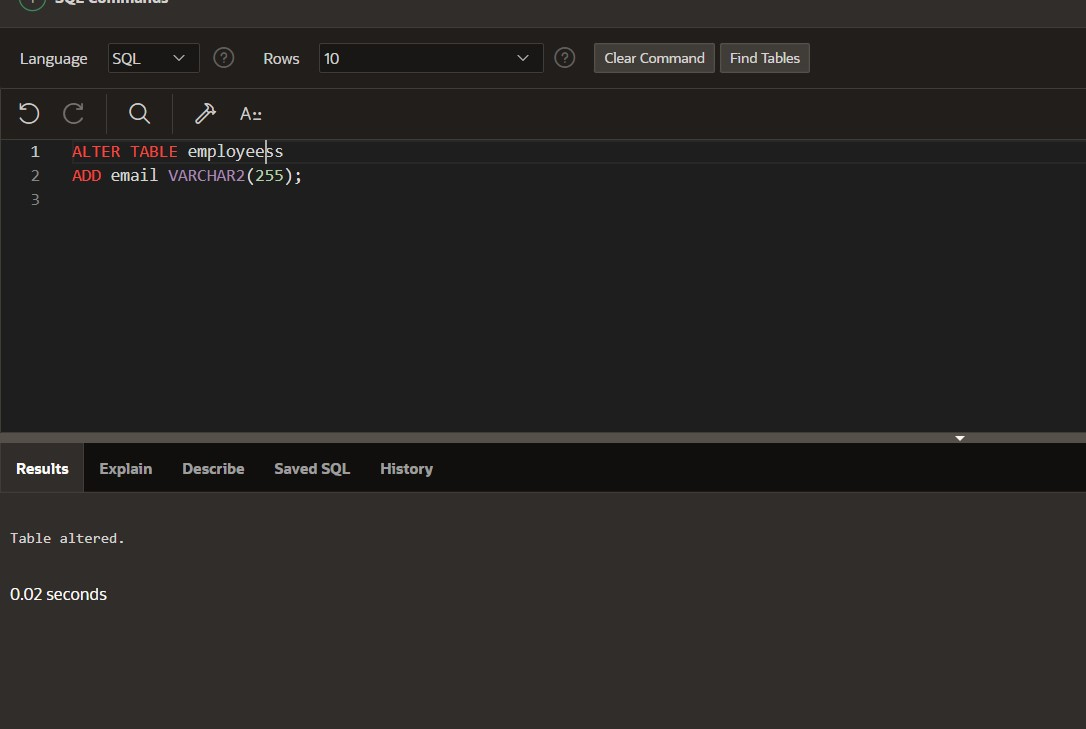 SQL Commands
Language SQL ? Rows 10 ? Clear Command Find Tables
A::
1 ALTER TABLE employeess
2 ADD email VARCHAR2(255);
3
Results Explain Describe Saved SQL History
Table altered.
0.02 seconds